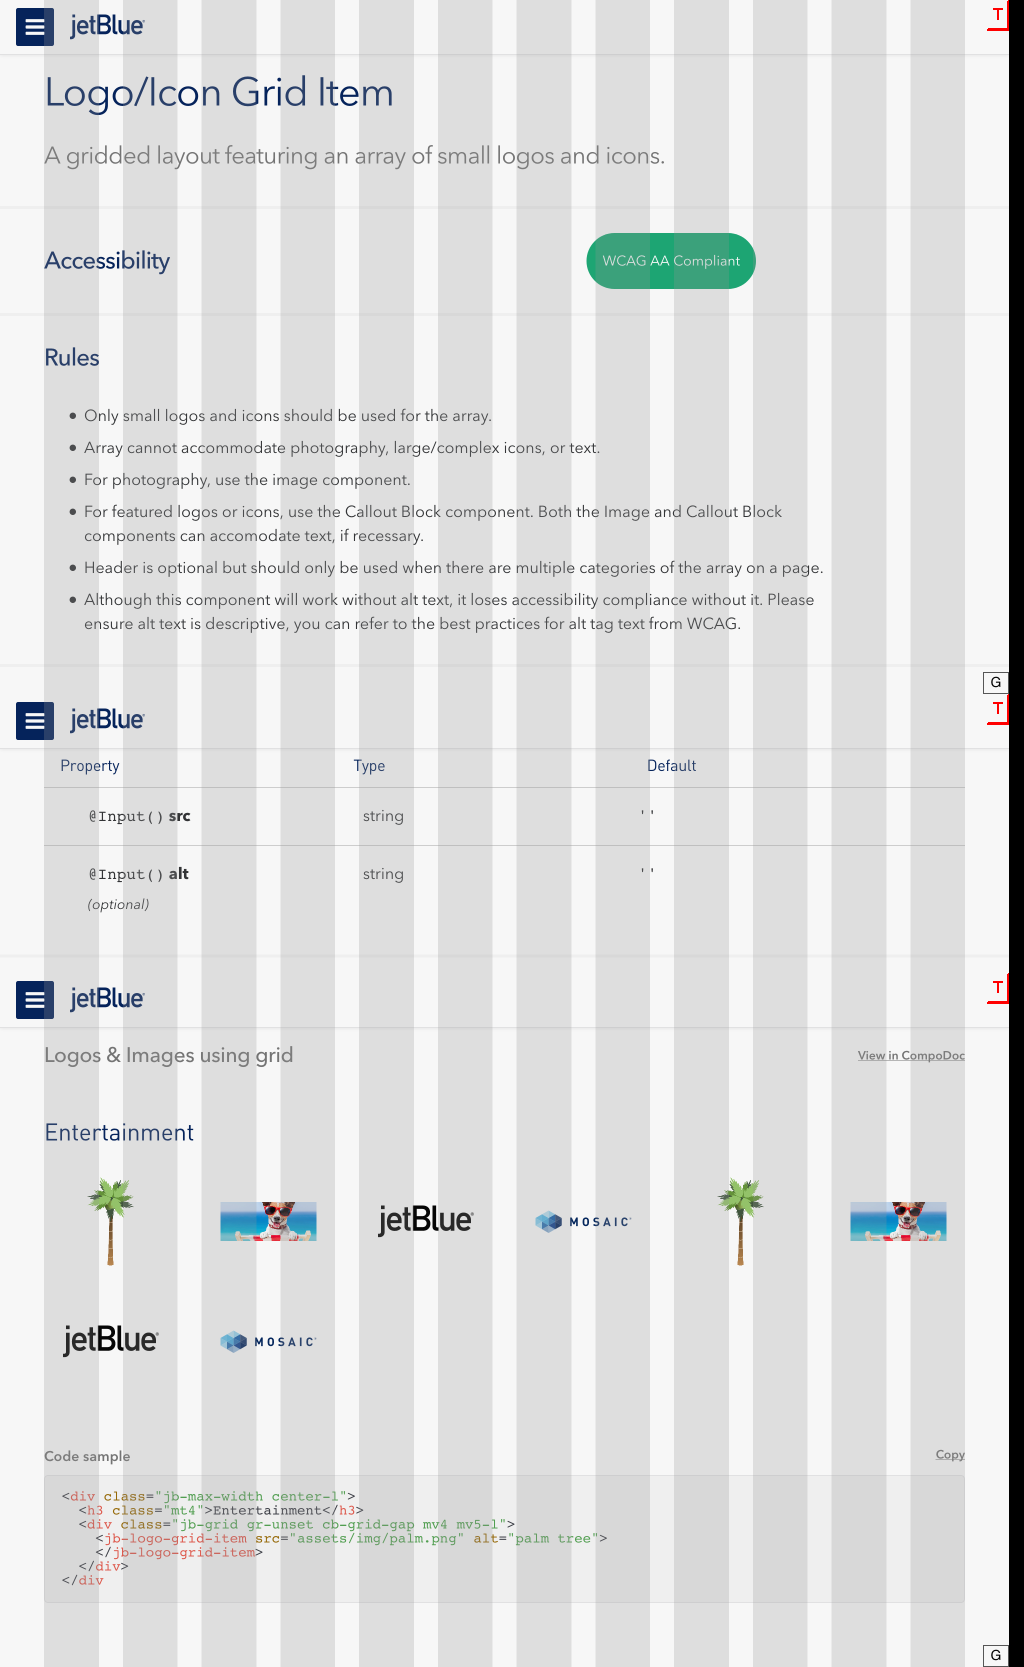 jetBlue
T
Logo/Icon Grid Item
A gridded layout featuring an array of small logos and icons.
Accessibility
WCAG AA Compliant
Rules
• Only small logos and icons should be used for the array.
• Array cannot accommodate photography, large/complex icons, or text.
• For photography, use the image component.
• For featured logos or icons, use the Callout Block component. Both the Image and Callout Block
components can accomodate text, if recessary.
• Header is optional but should only be used when there are multiple categories of the array on a page.
• Although this component will work without alt text, it loses accessibility compliance without it. Please
ensure alt text is descriptive, you can refer to the best practices for alt tag text from WCAG.
G
jetBlue
T
Property Type Default
@Input() src string ' '
@Input() alt string ' '
(optional)
jetBlue
T
Logos & Images using grid View in CompoDoc
Entertainment
jetBlue MOSAIC
jetBlue MOSAIC
Code sample Copy
<div class="jb-max-width center-l">
<h3 class="mt4">Entertainment</h3>
<div class="jb-grid gr-unset cb-grid-gap mv4 mv5-l">
<jb-logo-grid-item src="assets/img/palm.png" alt="palm tree">
</jb-logo-grid-item>
</div>
</div
G